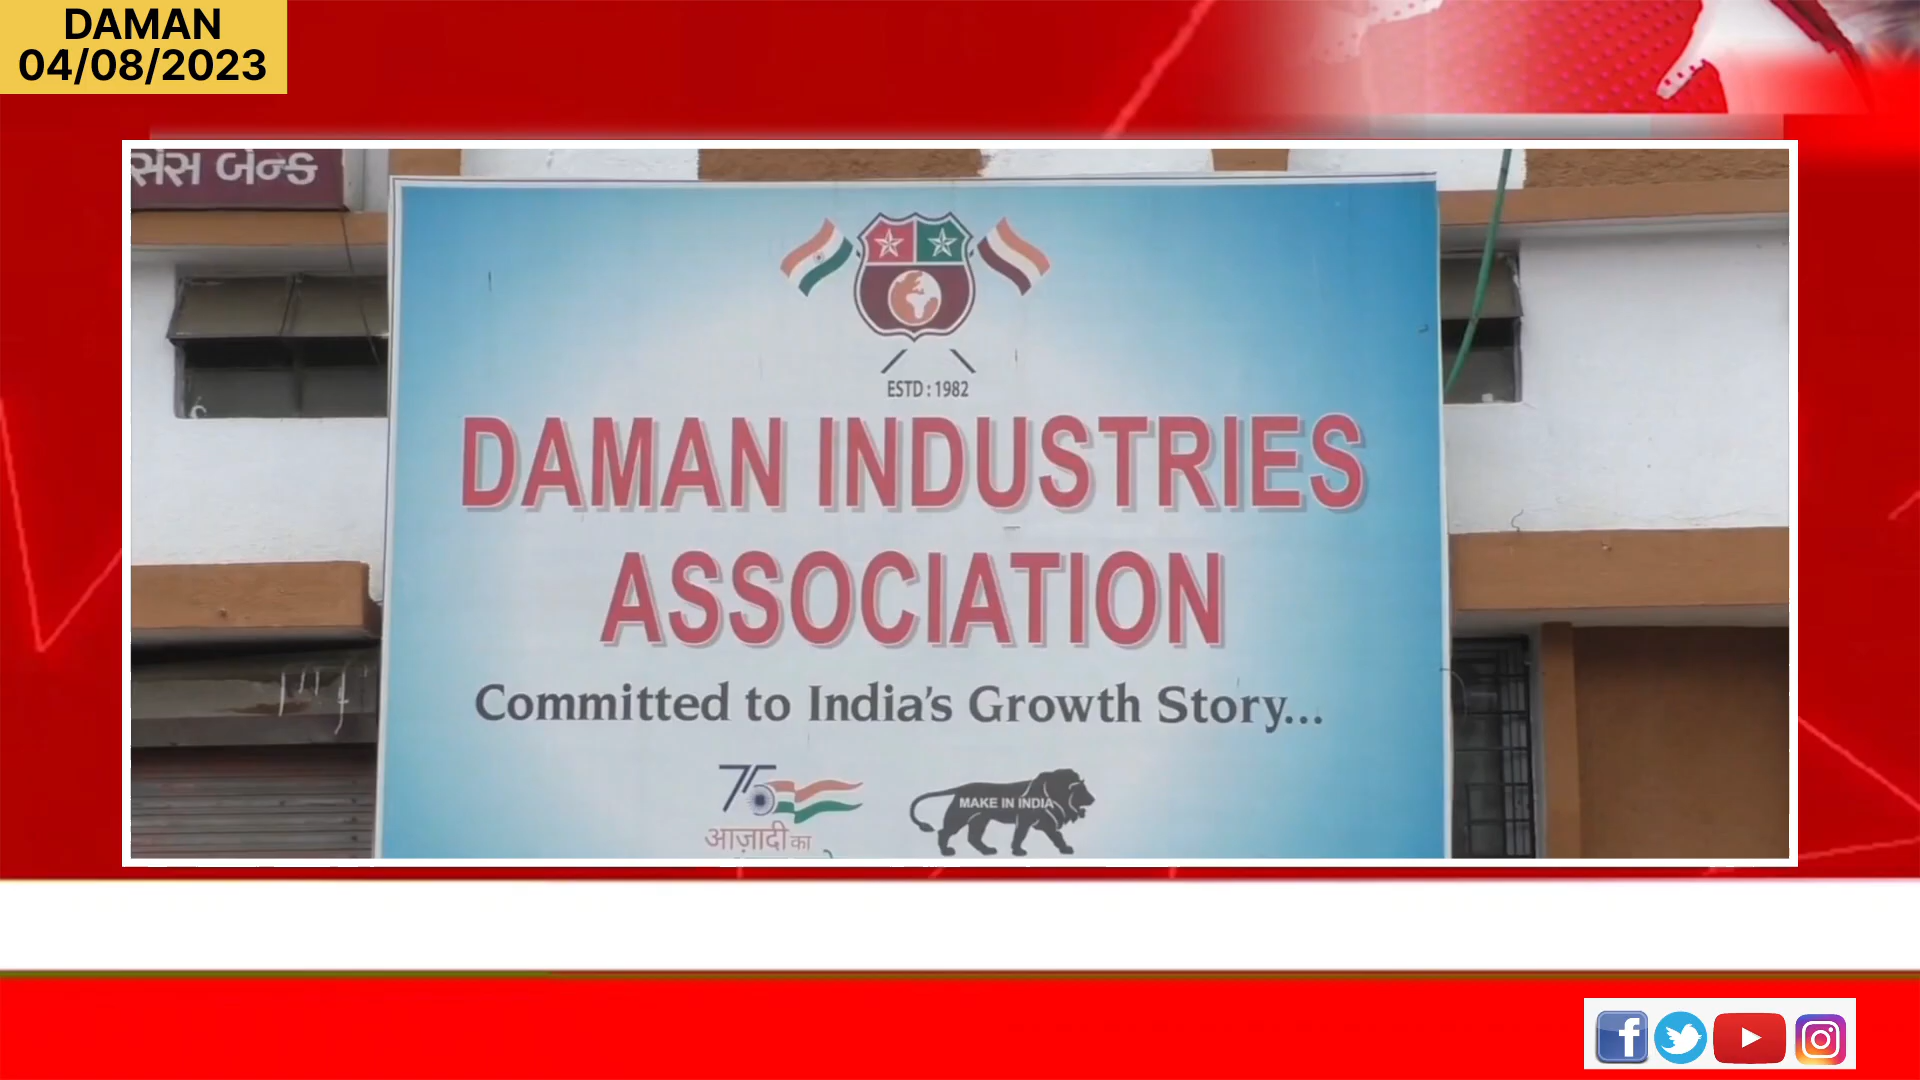 DAMAN
04/08/2023
સંસ બેન્ક
ESTD : 1982
DAMAN INDUSTRIES
ASSOCIATION
Committed to India's Growth Story...
75
आज़ादी का
MAKE IN INDIA